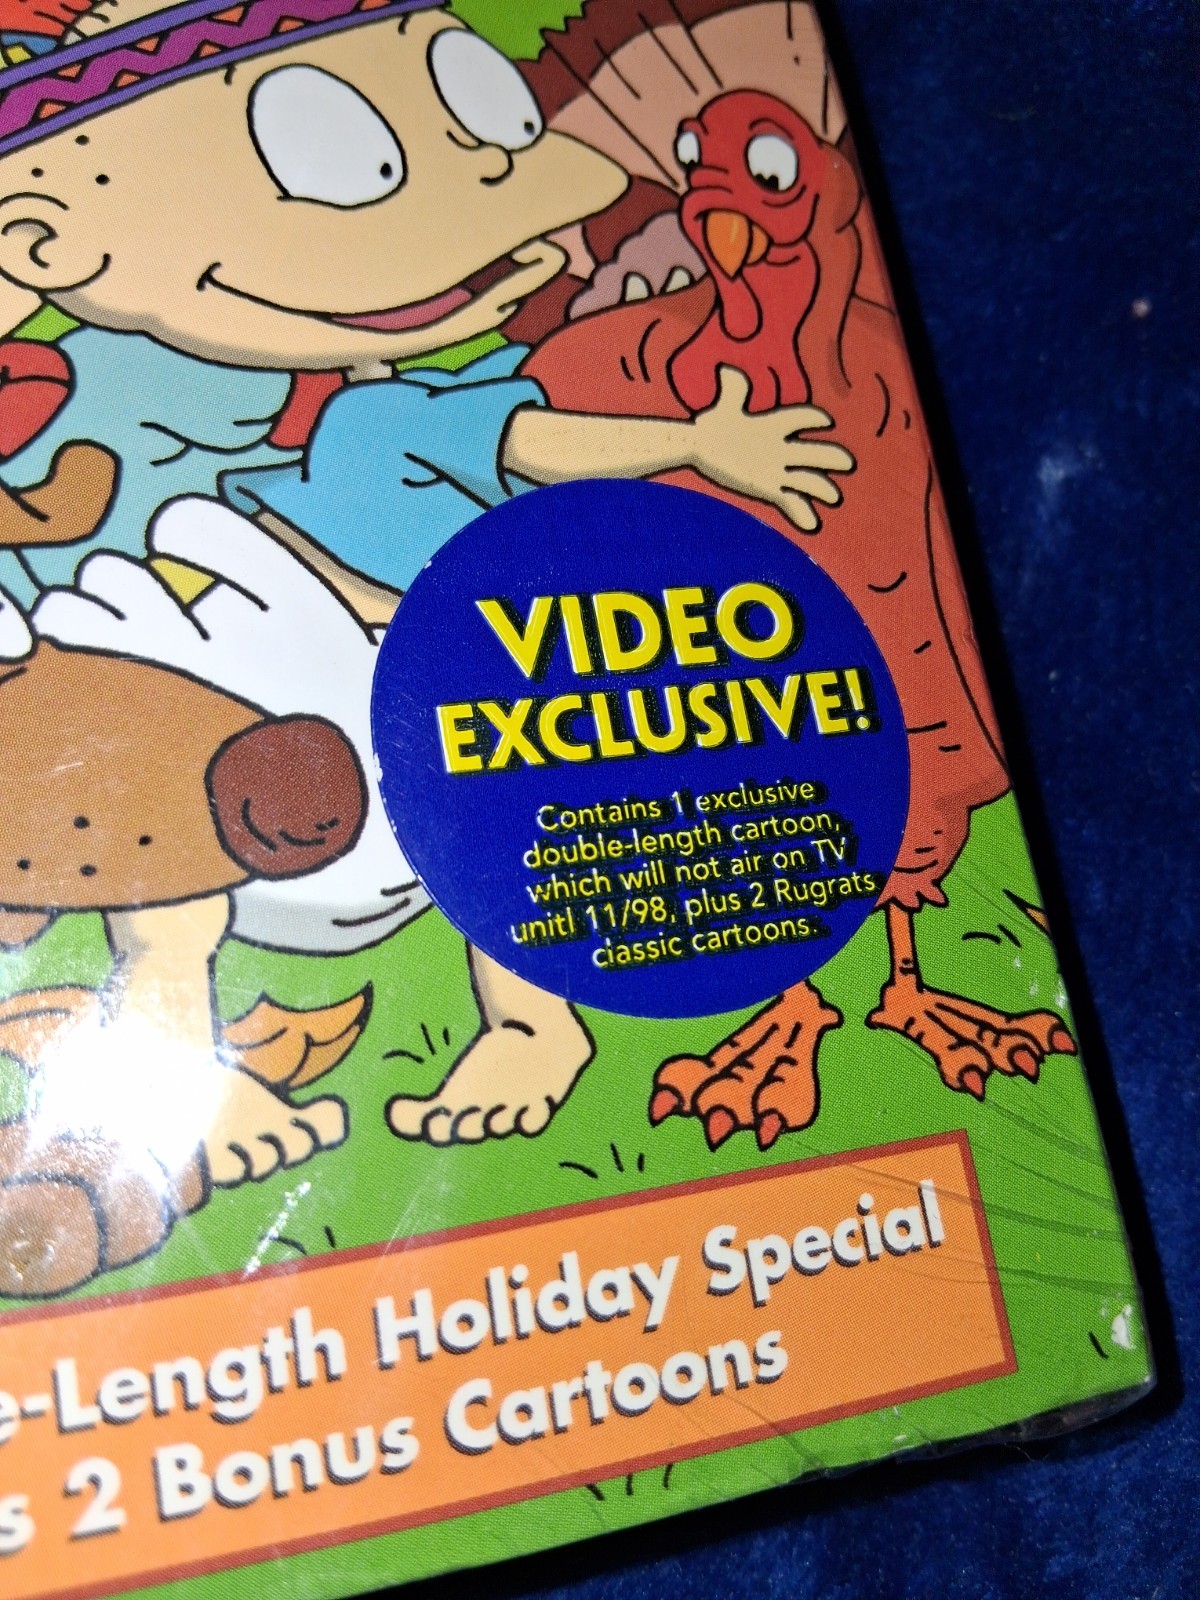 VIDEO
EXCLUSIVE!
Contains 1 exclusive
double-length cartoon,
which will not air on TV
unitl 11/98, plus 2 Rugrats
classic cartoons.
e-Length Holiday Special
s 2 Bonus Cartoons